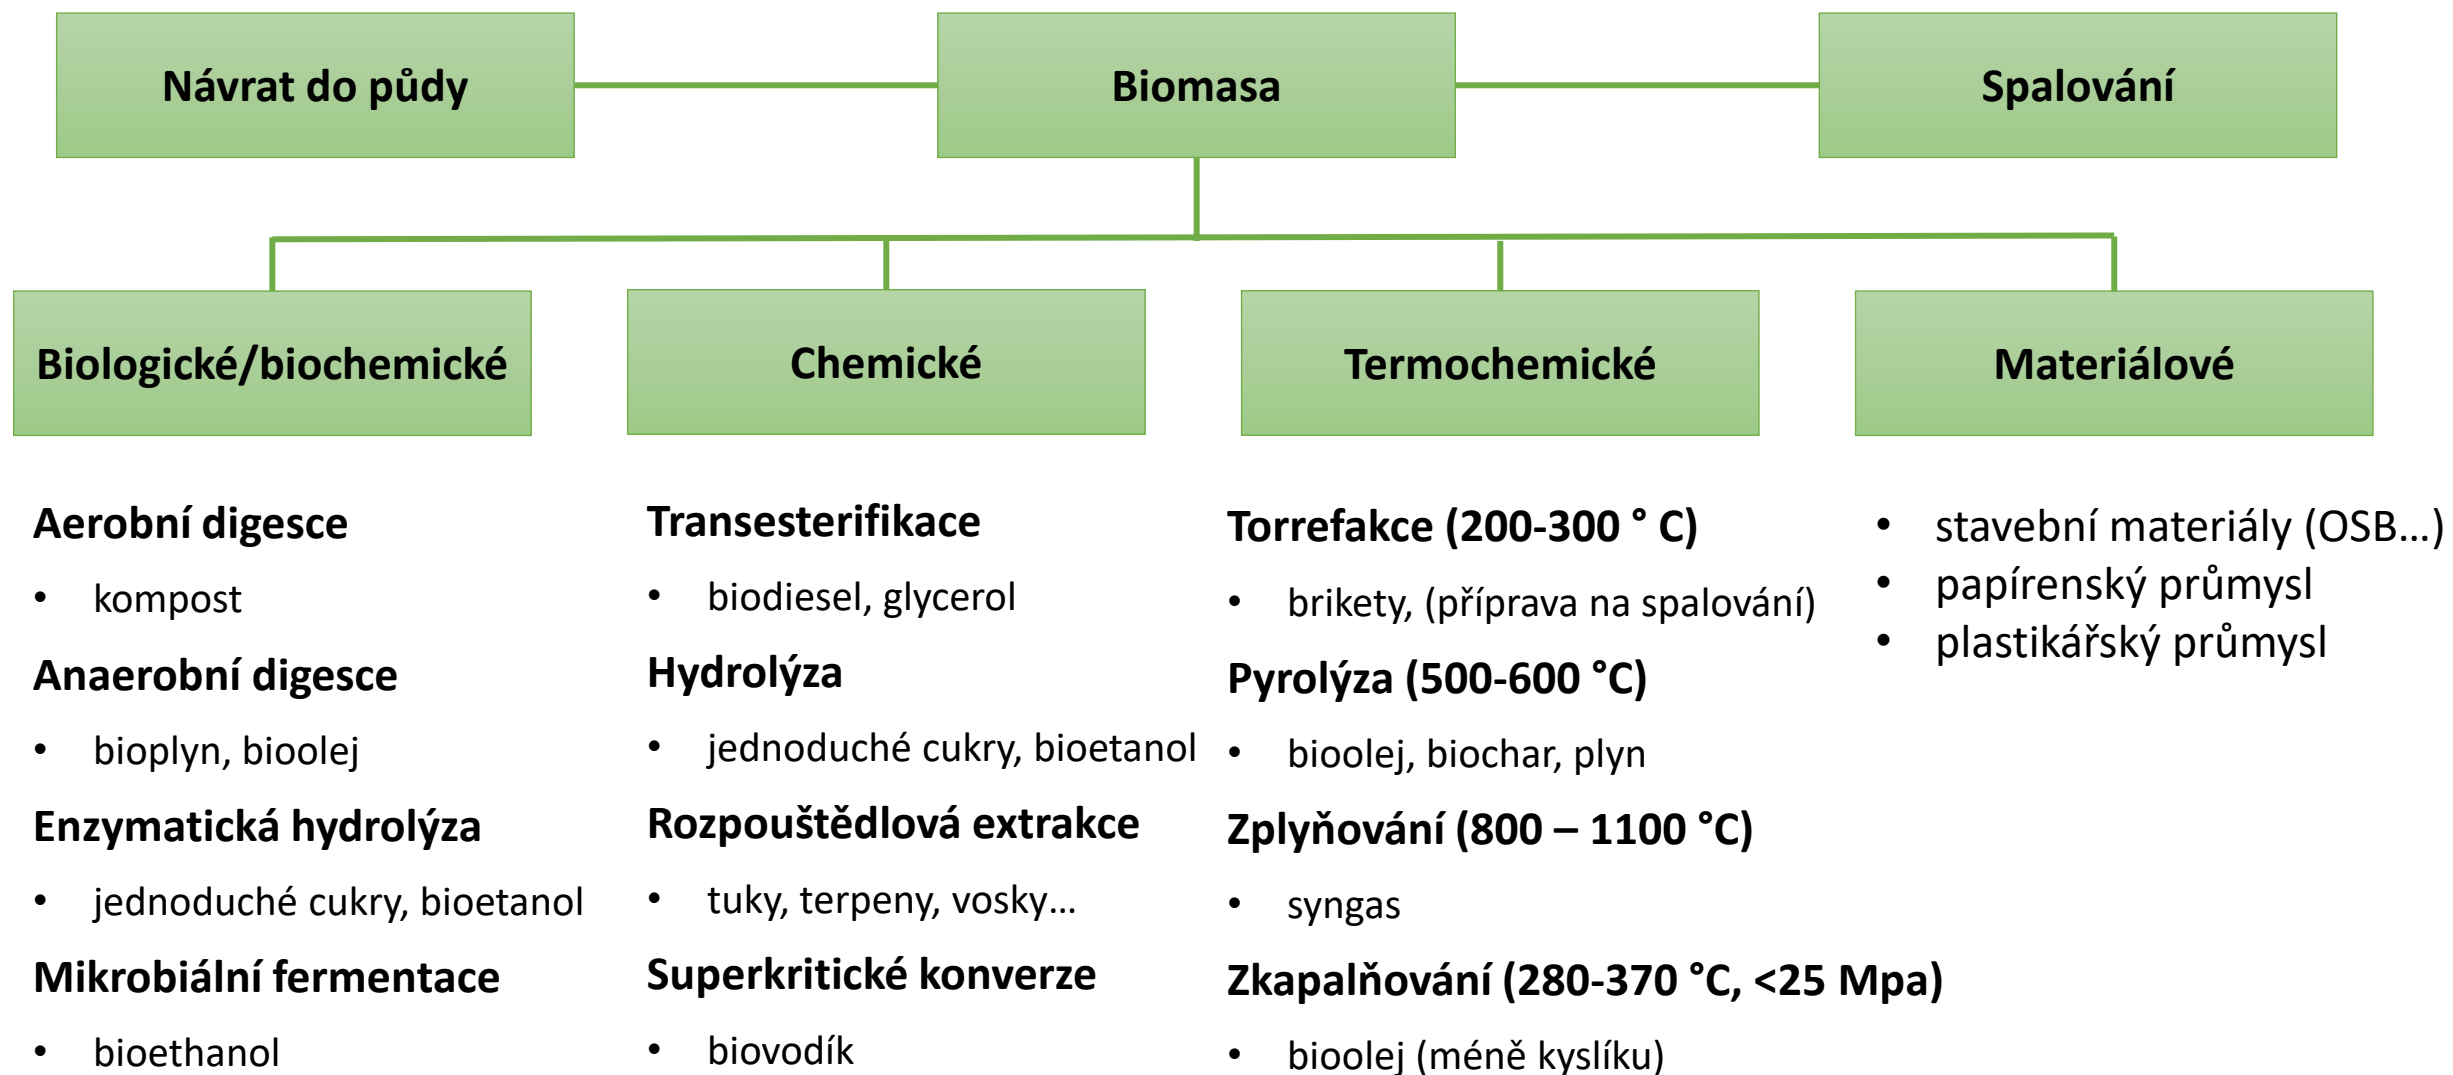 Návrat do půdy
Biomasa
Spalování
Biologické/biochemické
Chemické
Termochemické
Materiálové
Aerobní digesce
• kompost
Anaerobní digesce
• bioplyn, bioolej
Enzymatická hydrolýza
• jednoduché cukry, bioetanol
Mikrobiální fermentace
• bioethanol
Transesterifikace
• biodiesel, glycerol
Hydrolýza
• jednoduché cukry, bioetanol
Rozpouštědlová extrakce
• tuky, terpeny, vosky…
Superkritické konverze
• biovodík
Torrefakce (200-300 ° C)
• brikety, (příprava na spalování)
Pyrolýza (500-600 °C)
• bioolej, biochar, plyn
Zplyňování (800 – 1100 °C)
• syngas
Zkapalňování (280-370 °C, <25 Mpa)
• bioolej (méně kyslíku)
• stavební materiály (OSB…)
• papírenský průmysl
• plastikářský průmysl